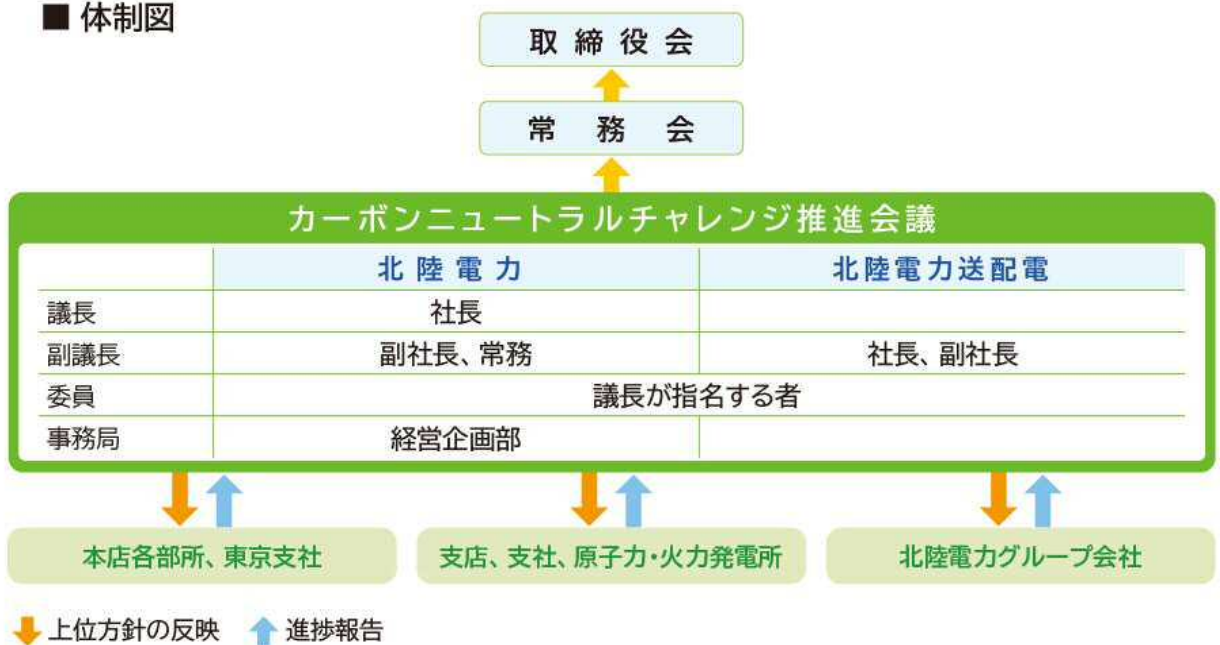 ■ 体制図
取締役会
常務会
カーボンニュートラルチャレンジ推進会議
北陸電力 北陸電力送配電
議長 社長
副議長 副社長、常務 社長、副社長
委員 議長が指名する者
事務局 経営企画部
本店各部所、東京支社 支店、支社、原子力・火力発電所 北陸電力グループ会社
上位方針の反映 進捗報告